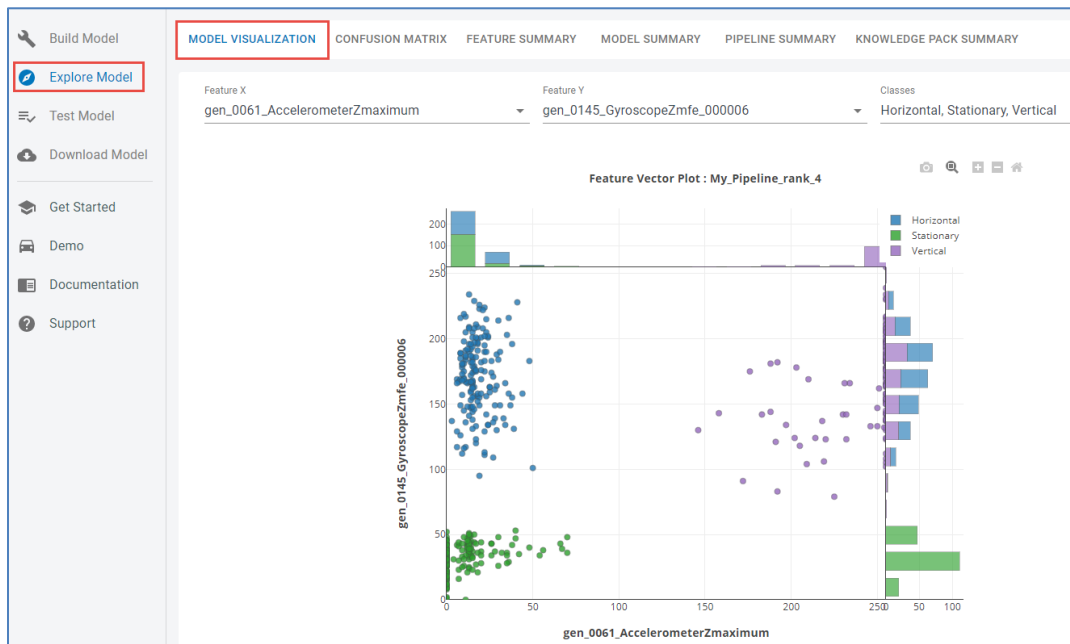 Build Model
Explore Model
Test Model
Download Model
Get Started
Demo
Documentation
Support
MODEL VISUALIZATION CONFUSION MATRIX FEATURE SUMMARY MODEL SUMMARY PIPELINE SUMMARY KNOWLEDGE PACK SUMMARY
Feature X
gen_0061_AccelerometerZmaximum
Feature Y
gen_0145_GyroscopeZmfe_000006
Classes
Horizontal, Stationary, Vertical
Feature Vector Plot : My_Pipeline_rank_4
200
100
0
Horizontal
Stationary
Vertical
250
200
150
100
50
0
gen_0145_GyroscopeZmfe_000006
0 50 100 150 200 250 0 50 100
gen_0061_AccelerometerZmaximum